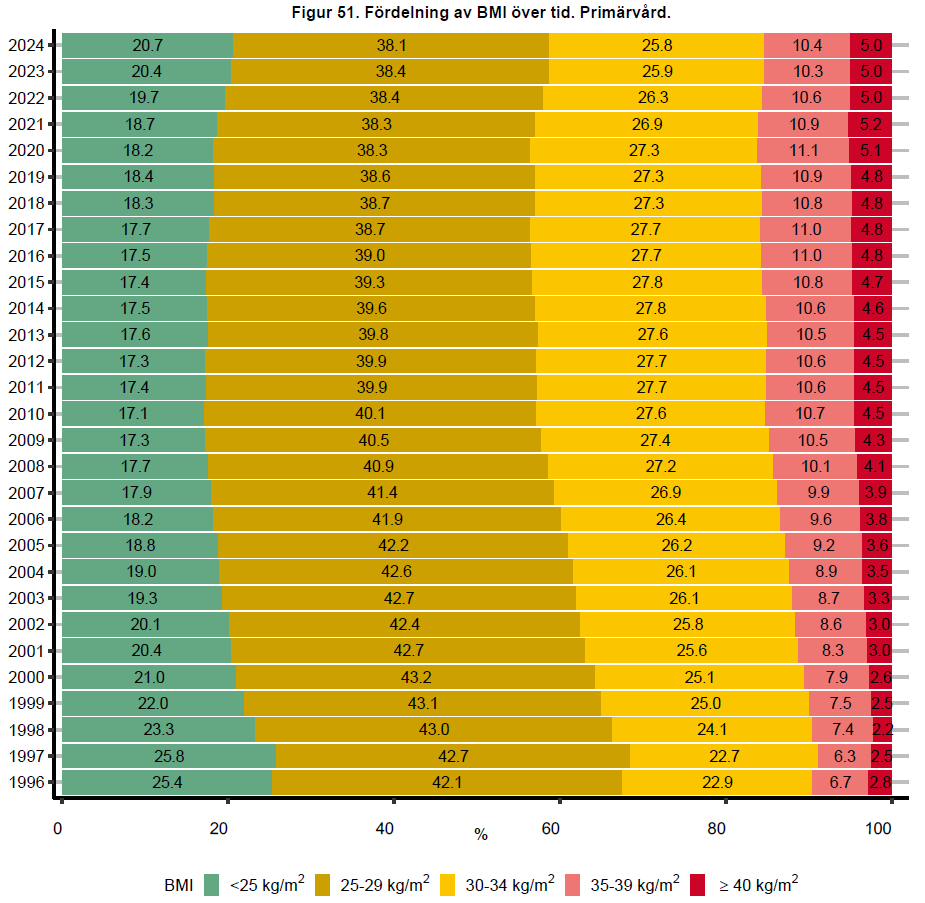 Figur 51. Fördelning av BMI över tid. Primärvård.
2024 20.7 38.1 25.8 10.4 5.0
2023 20.4 38.4 25.9 10.3 5.0
2022 19.7 38.4 26.3 10.6 5.0
2021 18.7 38.3 26.9 10.9 5.2
2020 18.2 38.3 27.3 11.1 5.1
2019 18.4 38.6 27.3 10.9 4.8
2018 18.3 38.7 27.3 10.8 4.8
2017 17.7 38.7 27.7 11.0 4.8
2016 17.5 39.0 27.7 11.0 4.8
2015 17.4 39.3 27.8 10.8 4.7
2014 17.5 39.6 27.8 10.6 4.6
2013 17.6 39.8 27.6 10.5 4.5
2012 17.3 39.9 27.7 10.6 4.5
2011 17.4 39.9 27.7 10.6 4.5
2010 17.1 40.1 27.6 10.7 4.5
2009 17.3 40.5 27.4 10.5 4.3
2008 17.7 40.9 27.2 10.1 4.1
2007 17.9 41.4 26.9 9.9 3.9
2006 18.2 41.9 26.4 9.6 3.8
2005 18.8 42.2 26.2 9.2 3.6
2004 19.0 42.6 26.1 8.9 3.5
2003 19.3 42.7 26.1 8.7 3.3
2002 20.1 42.4 25.8 8.6 3.0
2001 20.4 42.7 25.6 8.3 3.0
2000 21.0 43.2 25.1 7.9 2.6
1999 22.0 43.1 25.0 7.5 2.5
1998 23.3 43.0 24.1 7.4 2.2
1997 25.8 42.7 22.7 6.3 2.5
1996 25.4 42.1 22.9 6.7 2.8
0 20 40 60 80 100
%
BMI <25 kg/m² 25-29 kg/m² 30-34 kg/m² 35-39 kg/m² ≥ 40 kg/m²